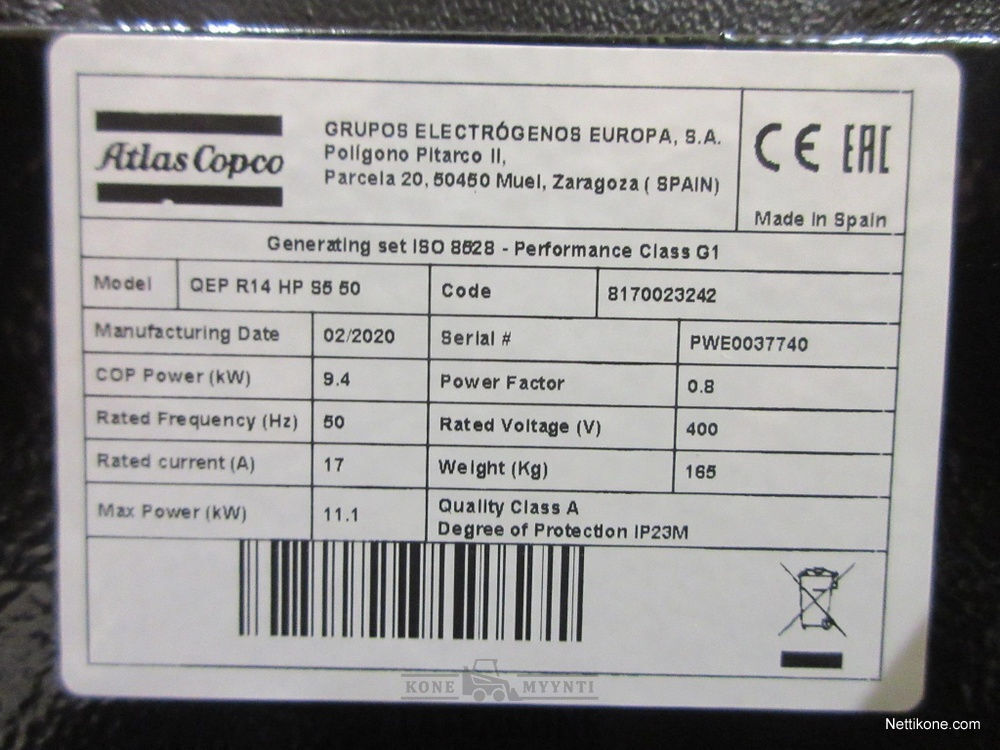 Atlas Copco
GRUPOS ELECTRÓGENOS EUROPA, S.A.
Polígono Pitarco II,
Parcela 20, 50450 Muel, Zaragoza ( SPAIN)
CE EAC
Made in Spain
Generating set ISO 8528 - Performance Class G1
Model QEP R14 HP S5 50 Code 8170023242
Manufacturing Date 02/2020 Serial # PWE0037740
COP Power (kW) 9.4 Power Factor 0.8
Rated Frequency (Hz) 50 Rated Voltage (V) 400
Rated current (A) 17 Weight (Kg) 165
Max Power (kW) 11.1 Quality Class A
Degree of Protection IP23M
KONE MYYNTI
Nettikone.com